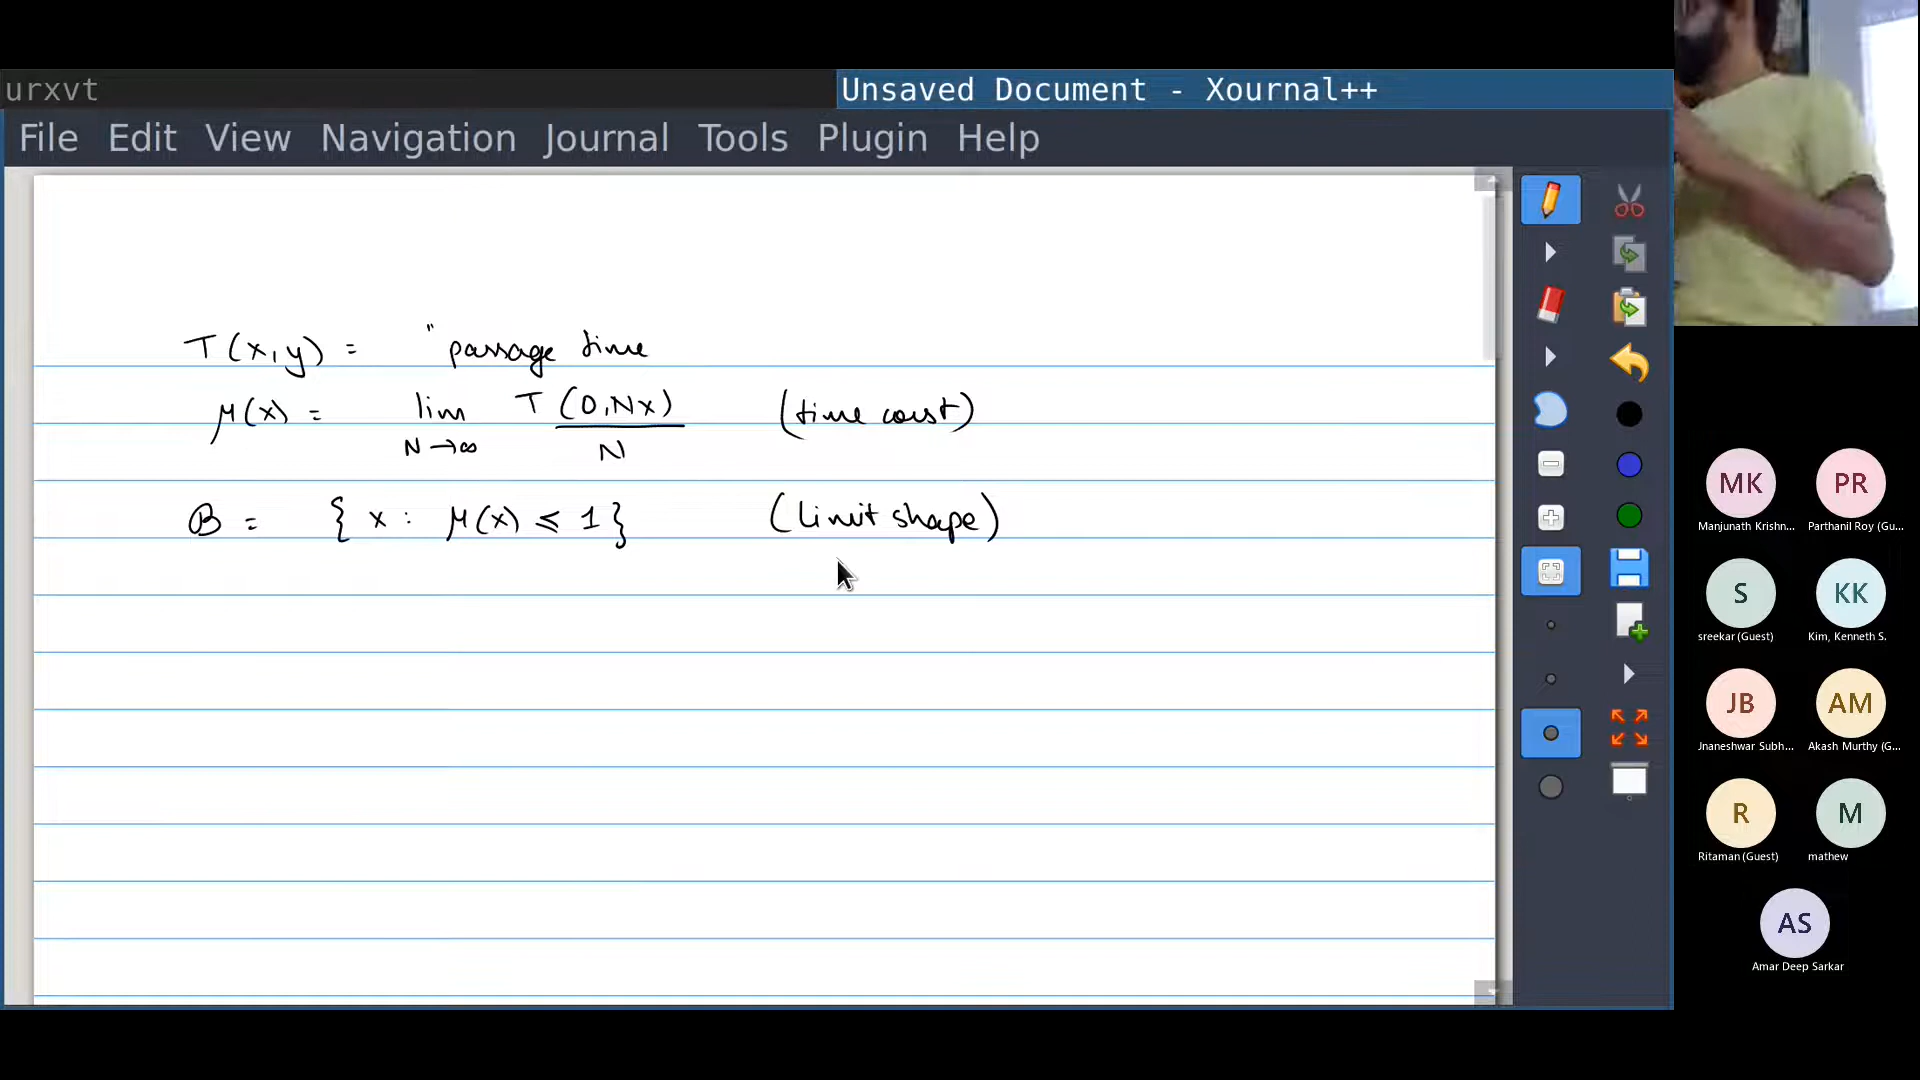 urxvt
Unsaved Document - Xournal++
File Edit View Navigation Journal Tools Plugin Help
T(x,y) = " passage time
μ(x) = lim N→∞ T(0,Nx) / N (time const)
B = { x : μ(x) ≤ 1 } (limit shape)
MK PR
Manjunath Krishn... Parthanil Roy (Gu...
S KK
sreekar (Guest) Kim, Kenneth S.
JB AM
Jnaneshwar Subh... Akash Murthy (G...
R M
Ritaman (Guest) mathew
AS
Amar Deep Sarkar